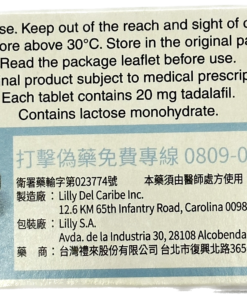 se. Keep out of the reach and sight of c
ore above 30°C. Store in the original pa
Read the package leaflet before use.
nal product subject to medical prescrip
Each tablet contains 20 mg tadalafil.
Contains lactose monohydrate.
打擊偽藥免費專線 0809-0
衛署藥輸字第023774號 本藥須由醫師處方使用
製造廠：Lilly Del Caribe Inc.
12.6 KM 65th Infantry Road, Carolina 0098
包裝廠：Lilly S.A.
Avda. de la Industria 30, 28108 Alcobenda
藥 商：台灣禮來股份有限公司 台北市復興北路365